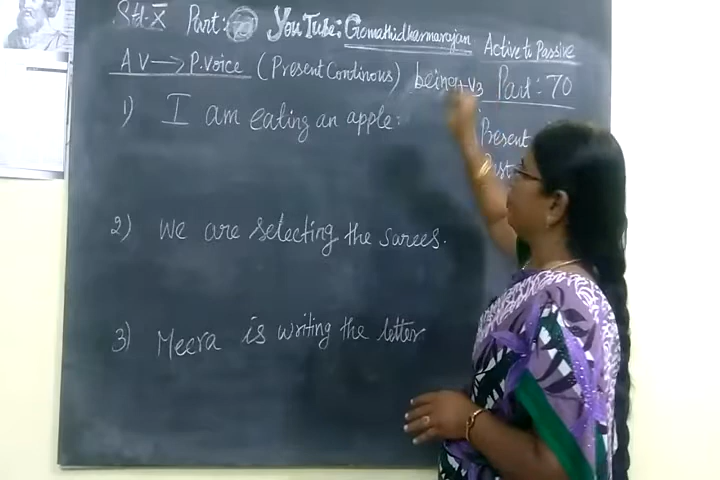 Std-X Part: 70 YouTube: Gomathidharmarajan
Active to Passive
AV → P.Voice (Present Continous) being+V3 Part: 70
1) I am eating an apple.
Present
2) We are selecting the sarees.
3) Meera is writing the letter